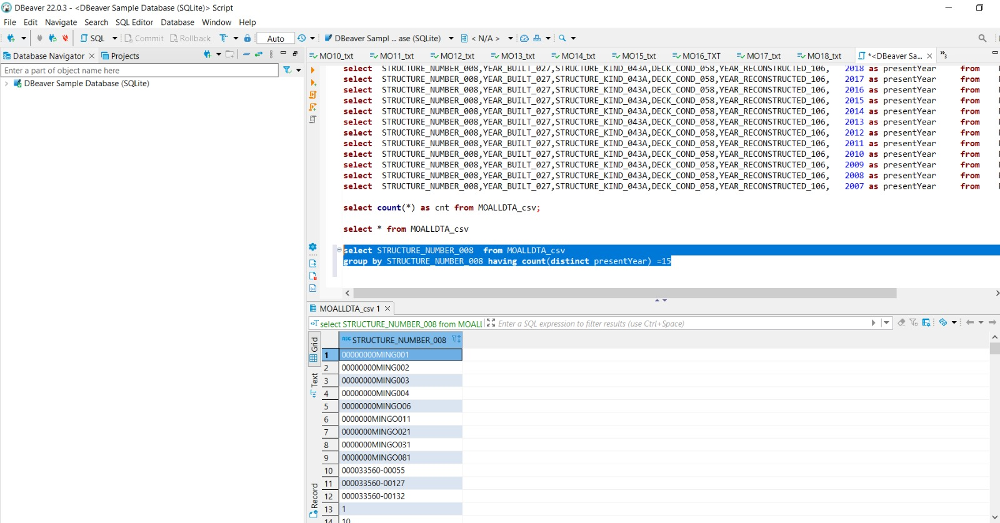 DBeaver 22.0.3 - <DBeaver Sample Database (SQLite)> Script
File Edit Navigate Search SQL Editor Database Window Help
SQL Commit Rollback T Auto DBeaver Sampl ... ase (SQLite) < N/A >
Database Navigator Projects
MO10_txt MO11_txt MO12_txt MO13_txt MO14_txt MO15_txt MO16_TXT MO17_txt MO18_txt *<DBeaver Sa... »3
Enter a part of object name here
DBeaver Sample Database (SQLite)
select STRUCTURE_NUMBER_008,YEAR_BUILT_027,STRUCTURE_KIND_043A,DECK_COND_058,YEAR_RECONSTRUCTED_106, 2018 as presentYear from
select STRUCTURE_NUMBER_008,YEAR_BUILT_027,STRUCTURE_KIND_043A,DECK_COND_058,YEAR_RECONSTRUCTED_106, 2017 as presentYear from
select STRUCTURE_NUMBER_008,YEAR_BUILT_027,STRUCTURE_KIND_043A,DECK_COND_058,YEAR_RECONSTRUCTED_106, 2016 as presentYear from
select STRUCTURE_NUMBER_008,YEAR_BUILT_027,STRUCTURE_KIND_043A,DECK_COND_058,YEAR_RECONSTRUCTED_106, 2015 as presentYear from
select STRUCTURE_NUMBER_008,YEAR_BUILT_027,STRUCTURE_KIND_043A,DECK_COND_058,YEAR_RECONSTRUCTED_106, 2014 as presentYear from
select STRUCTURE_NUMBER_008,YEAR_BUILT_027,STRUCTURE_KIND_043A,DECK_COND_058,YEAR_RECONSTRUCTED_106, 2013 as presentYear from
select STRUCTURE_NUMBER_008,YEAR_BUILT_027,STRUCTURE_KIND_043A,DECK_COND_058,YEAR_RECONSTRUCTED_106, 2012 as presentYear from
select STRUCTURE_NUMBER_008,YEAR_BUILT_027,STRUCTURE_KIND_043A,DECK_COND_058,YEAR_RECONSTRUCTED_106, 2011 as presentYear from
select STRUCTURE_NUMBER_008,YEAR_BUILT_027,STRUCTURE_KIND_043A,DECK_COND_058,YEAR_RECONSTRUCTED_106, 2010 as presentYear from
select STRUCTURE_NUMBER_008,YEAR_BUILT_027,STRUCTURE_KIND_043A,DECK_COND_058,YEAR_RECONSTRUCTED_106, 2009 as presentYear from
select STRUCTURE_NUMBER_008,YEAR_BUILT_027,STRUCTURE_KIND_043A,DECK_COND_058,YEAR_RECONSTRUCTED_106, 2008 as presentYear from
select STRUCTURE_NUMBER_008,YEAR_BUILT_027,STRUCTURE_KIND_043A,DECK_COND_058,YEAR_RECONSTRUCTED_106, 2007 as presentYear from
select count(*) as cnt from MOALLDTA_csv;
select * from MOALLDTA_csv
select STRUCTURE_NUMBER_008 from MOALLDTA_csv
group by STRUCTURE_NUMBER_008 having count(distinct presentYear) =15
MOALLDTA_csv 1
select STRUCTURE_NUMBER_008 from MOALL Enter a SQL expression to filter results (use Ctrl+Space)
Grid
Text
Record
ABC STRUCTURE_NUMBER_008
1 00000000MING001
2 00000000MING002
3 00000000MING003
4 00000000MING004
5 00000000MINGO06
6 0000000MINGO011
7 0000000MINGO021
8 0000000MINGO031
9 0000000MINGO081
10 000033560-00055
11 000033560-00127
12 000033560-00132
13 1
14 10